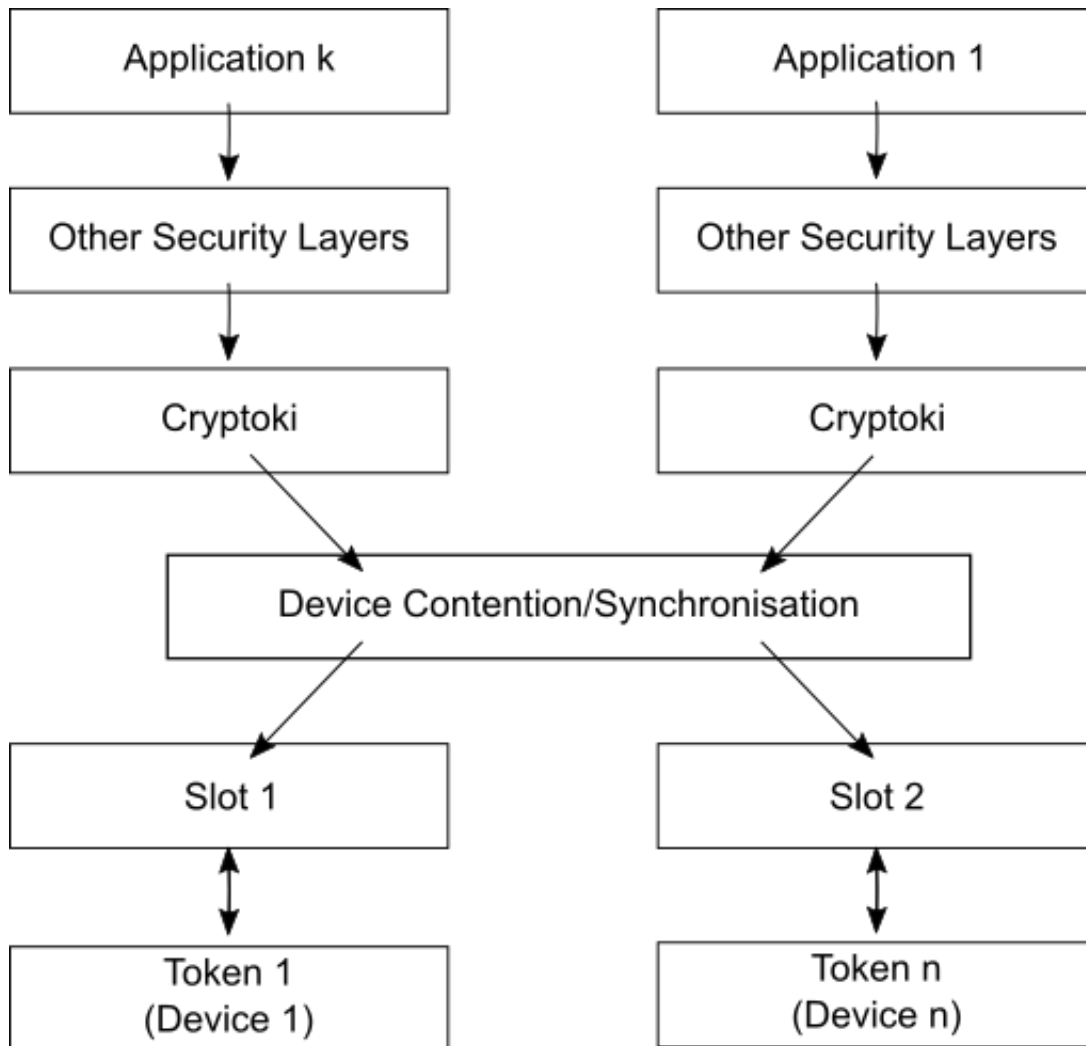 Application k
Application 1
Other Security Layers
Other Security Layers
Cryptoki
Cryptoki
Device Contention/Synchronisation
Slot 1
Slot 2
Token 1
(Device 1)
Token n
(Device n)